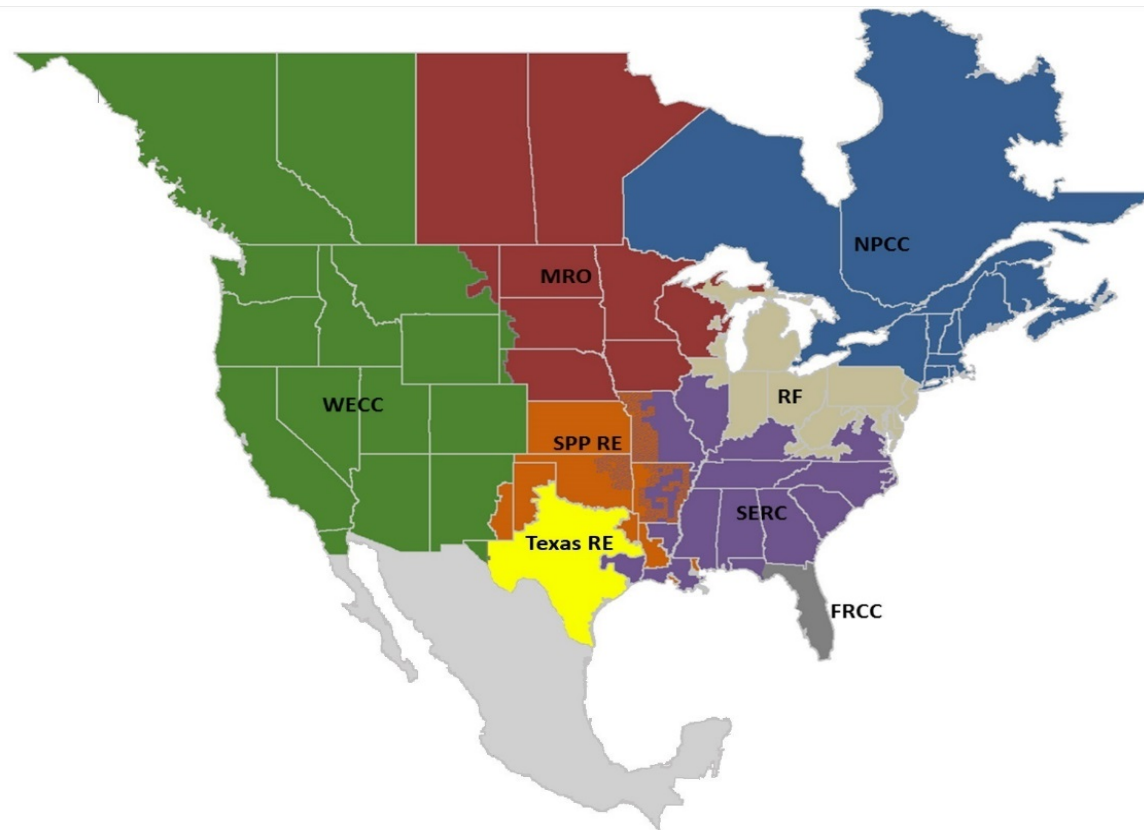 NPCC
MRO
RF
WECC
SPP RE
SERC
Texas RE
FRCC